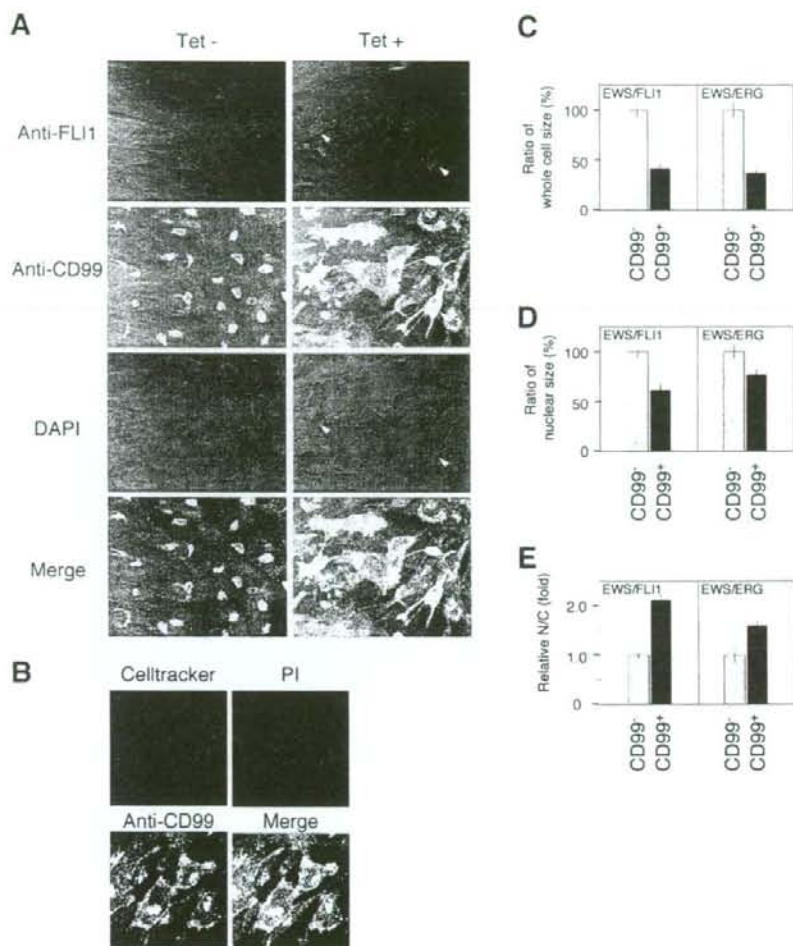 A
Tet - Tet +
Anti-FLI1
Anti-CD99
DAPI
Merge
B
Celltracker PI
Anti-CD99 Merge
C
Ratio of
whole cell size (%)
EWS/FLI1 EWS/ERG
100
50
0
CD99- CD99+ CD99- CD99+
D
Ratio of
nuclear size (%)
EWS/FLI1 EWS/ERG
100
50
0
CD99- CD99+ CD99- CD99+
E
Relative N/C (fold)
EWS/FLI1 EWS/ERG
2.0
1.0
0
CD99- CD99+ CD99- CD99+